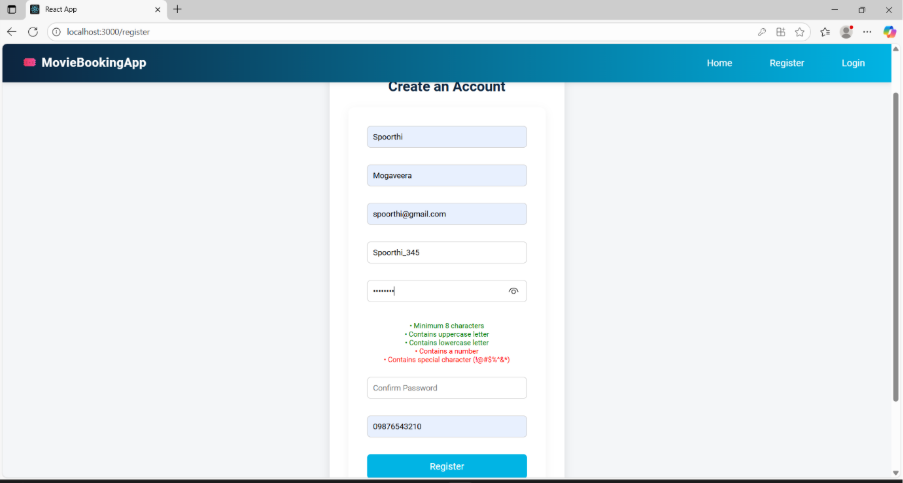 React App
localhost:3000/register
MovieBookingApp
Home
Register
Login
Create an Account
Spoorthi
Mogaveera
spoorthi@gmail.com
Spoorthi_345
••••••••
• Minimum 8 characters
• Contains uppercase letter
• Contains lowercase letter
• Contains a number
• Contains special character (!@#$%^&*)
Confirm Password
09876543210
Register